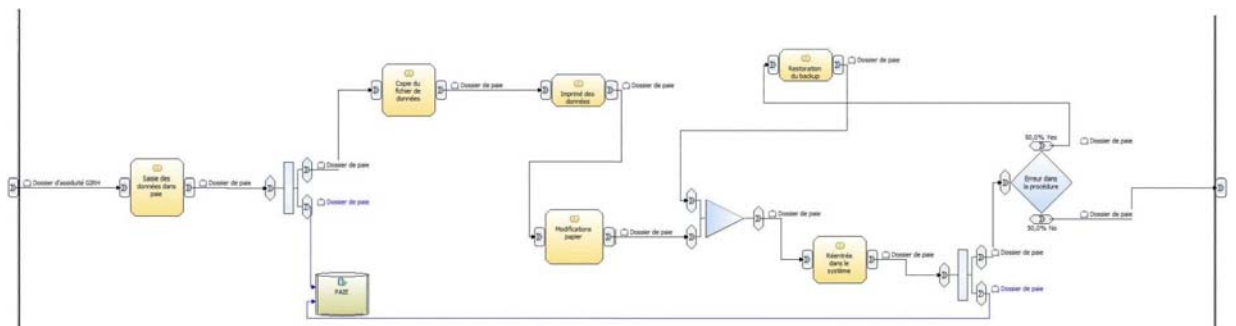 Restoration
du backup
Dossier de paie
Copie du
fichier de
données
Dossier de paie
Imprimé des
données
Dossier de paie
50,0% Yes
Dossier de paie
Dossier de paie
Dossier d'assiduité GIRH
Saisie des
données dans
paie
Dossier de paie
Dossier de paie
Erreur dans
la procédure
Dossier de paie
50,0% No
Modifications
papier
Dossier de paie
Dossier de paie
Réentrée
dans le
système
Dossier de paie
Dossier de paie
PAIE
Dossier de paie